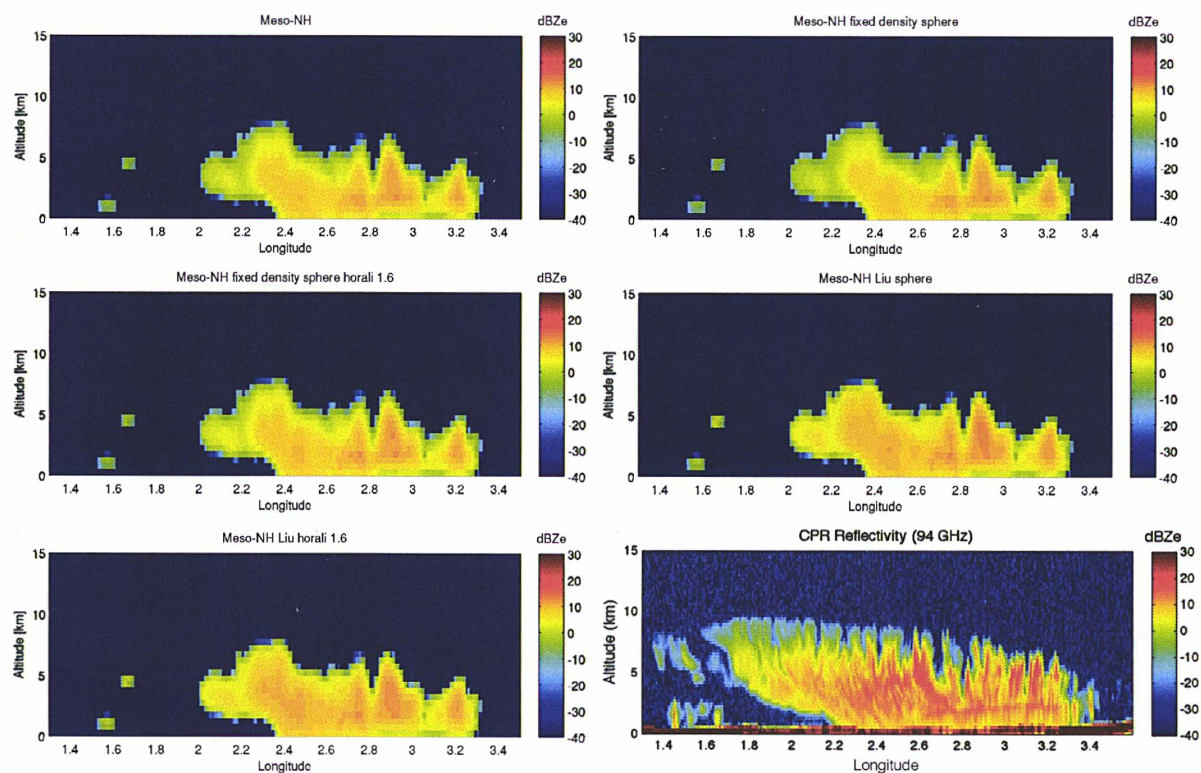 Meso-NH
dBZe
Altitude [km]
15
10
5
0
30
20
10
0
-10
-20
-30
-40
1.4 1.6 1.8 2 2.2 2.4 2.6 2.8 3 3.2 3.4
Longitude
Meso-NH fixed density sphere
dBZe
Altitude [km]
15
10
5
0
30
20
10
0
-10
-20
-30
-40
1.4 1.6 1.8 2 2.2 2.4 2.6 2.8 3 3.2 3.4
Longitude
Meso-NH fixed density sphere horali 1.6
dBZe
Altitude [km]
15
10
5
0
30
20
10
0
-10
-20
-30
-40
1.4 1.6 1.8 2 2.2 2.4 2.6 2.8 3 3.2 3.4
Longitude
Meso-NH Liu sphere
dBZe
Altitude [km]
15
10
5
0
30
20
10
0
-10
-20
-30
-40
1.4 1.6 1.8 2 2.2 2.4 2.6 2.8 3 3.2 3.4
Longitude
Meso-NH Liu horali 1.6
dBZe
Altitude [km]
15
10
5
0
30
20
10
0
-10
-20
-30
-40
1.4 1.6 1.8 2 2.2 2.4 2.6 2.8 3 3.2 3.4
Longitude
CPR Reflectivity (94 GHz)
dBZe
Altitude (km)
15
10
5
0
30
20
10
0
-10
-20
-30
-40
1.4 1.6 1.8 2 2.2 2.4 2.6 2.8 3 3.2 3.4
Longitude